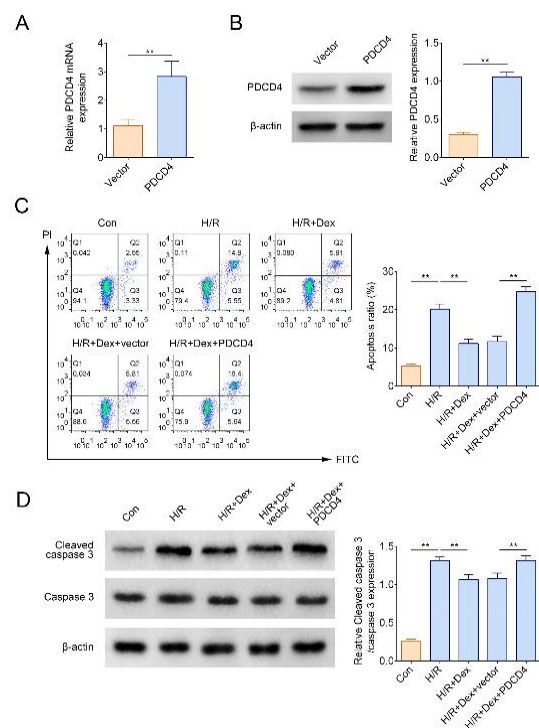 A
Relative PDCD4 mRNA
expression
4
3
2
1
0
**
Vector
PDCD4
B
Vector
PDCD4
PDCD4
β-actin
Relative PDCD4 expression
1.5
1.0
0.5
0.0
**
Vector
PDCD4
C
Con
H/R
H/R+Dex
PI
Q1
0.042
Q2
2.66
Q4
94.1
Q3
3.33
Q1
0.11
Q2
14.9
Q4
79.4
Q3
5.55
Q1
0.080
Q2
5.91
Q4
89.2
Q3
4.81
H/R+Dex+vector
H/R+Dex+PDCD4
Q1
0.034
Q2
5.81
Q4
88.6
Q3
6.66
Q1
0.074
Q2
18.4
Q4
75.9
Q3
5.64
FITC
Apoptosis ratio (%)
30
20
10
0
**
**
**
Con
H/R
H/R+Dex
H/R+Dex+vector
H/R+Dex+PDCD4
D
Con
H/R
H/R+Dex
H/R+Dex+
vector
H/R+Dex+
PDCD4
Cleaved
caspase 3
Caspase 3
β-actin
Relative Cleaved caspase 3
/caspase 3 expression
1.5
1.0
0.5
0.0
**
**
**
Con
H/R
H/R+Dex
H/R+Dex+vector
H/R+Dex+PDCD4